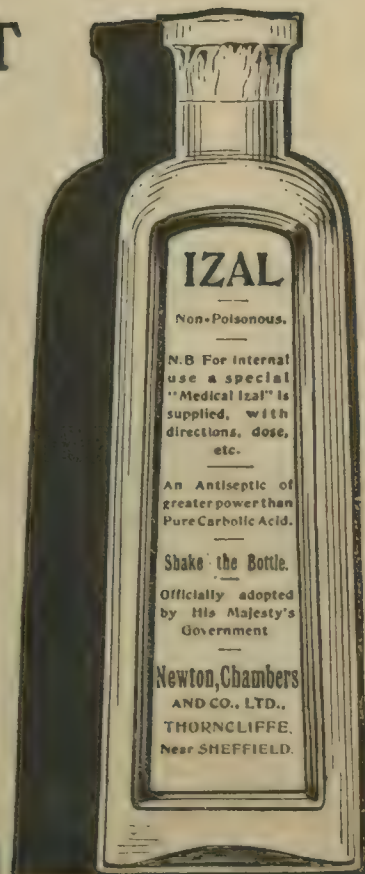 T
IZAL
Non-Poisonous.
N.B For internal
use a special
"Medical Izal" is
supplied, with
directions, dose,
etc.
An Antiseptic of
greater power than
Pure Carbolic Acid.
Shake the Bottle.
Officially adopted
by His Majesty's
Government
Newton, Chambers
AND CO., LTD.,
THORNCLIFFE,
Near SHEFFIELD.